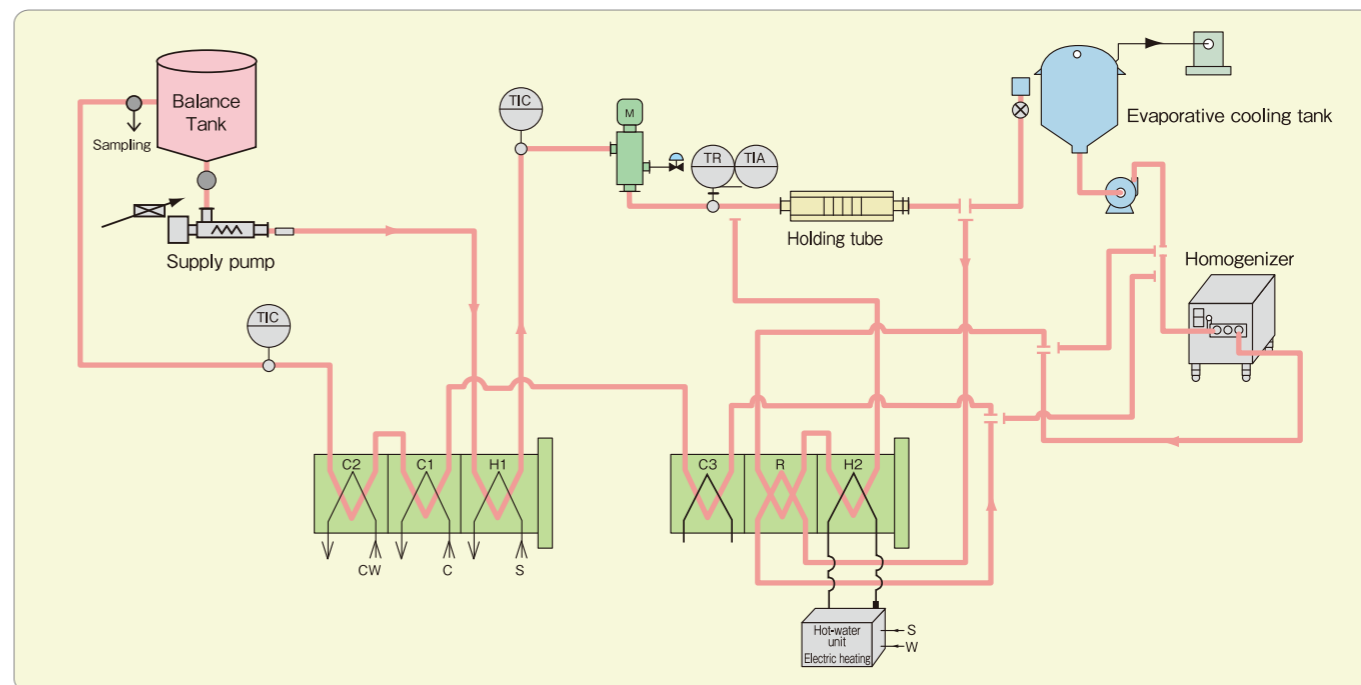 Balance
Tank
Sampling
Supply pump
TIC
TIC
M
TR
TIA
Holding tube
Evaporative cooling tank
Homogenizer
C2
C1
H1
CW
C
S
C3
R
H2
Hot-water
unit
Electric heating
S
W